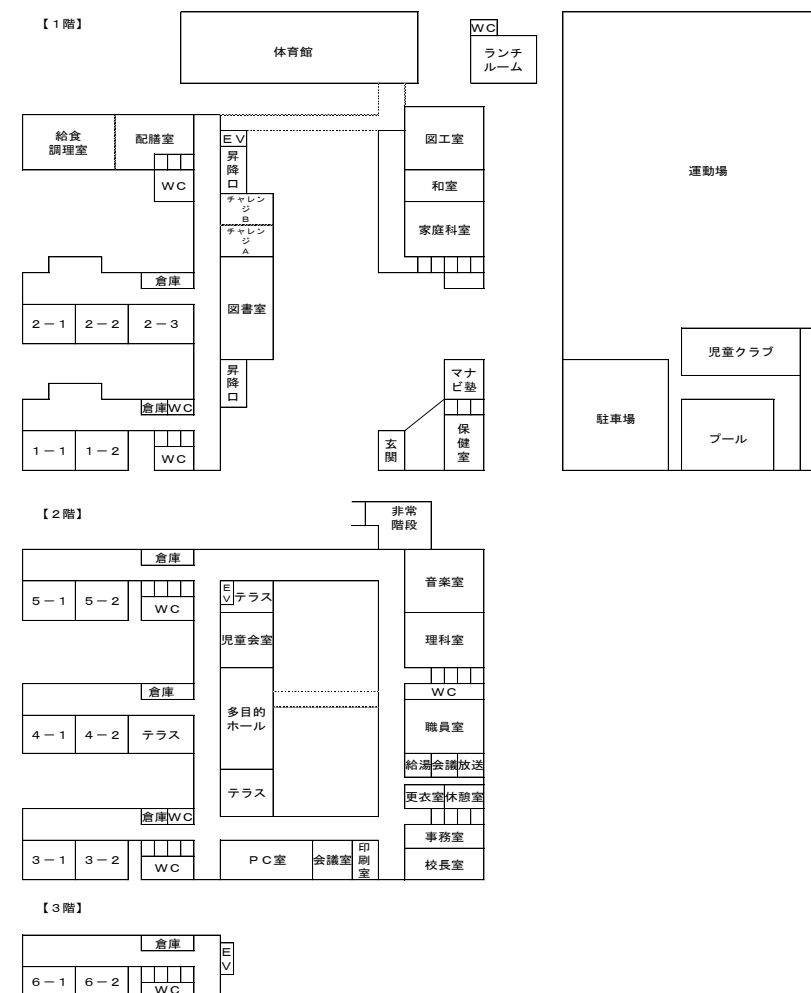 【１階】
体育館
ＷＣ
ランチ
ルーム
給食
調理室
配膳室
ＷＣ
ＥＶ
昇
降
口
チャレン
ジ
Ｂ
チャレン
ジ
Ａ
図工室
和室
家庭科室
運動場
倉庫
２－１
２－２
２－３
図書室
児童クラブ
昇
降
口
マナ
ビ塾
倉庫
ＷＣ
駐車場
プール
１－１
１－２
ＷＣ
玄
関
保
健
室
【２階】
非常
階段
倉庫
５－１
５－２
ＷＣ
Ｅ
Ｖ
テラス
音楽室
児童会室
理科室
倉庫
ＷＣ
４－１
４－２
テラス
多目的
ホール
職員室
給湯
会議
放送
テラス
更衣室
休憩室
倉庫
ＷＣ
事務室
３－１
３－２
ＷＣ
ＰＣ室
会議室
印
刷
室
校長室
【３階】
倉庫
Ｅ
Ｖ
６－１
６－２
ＷＣ